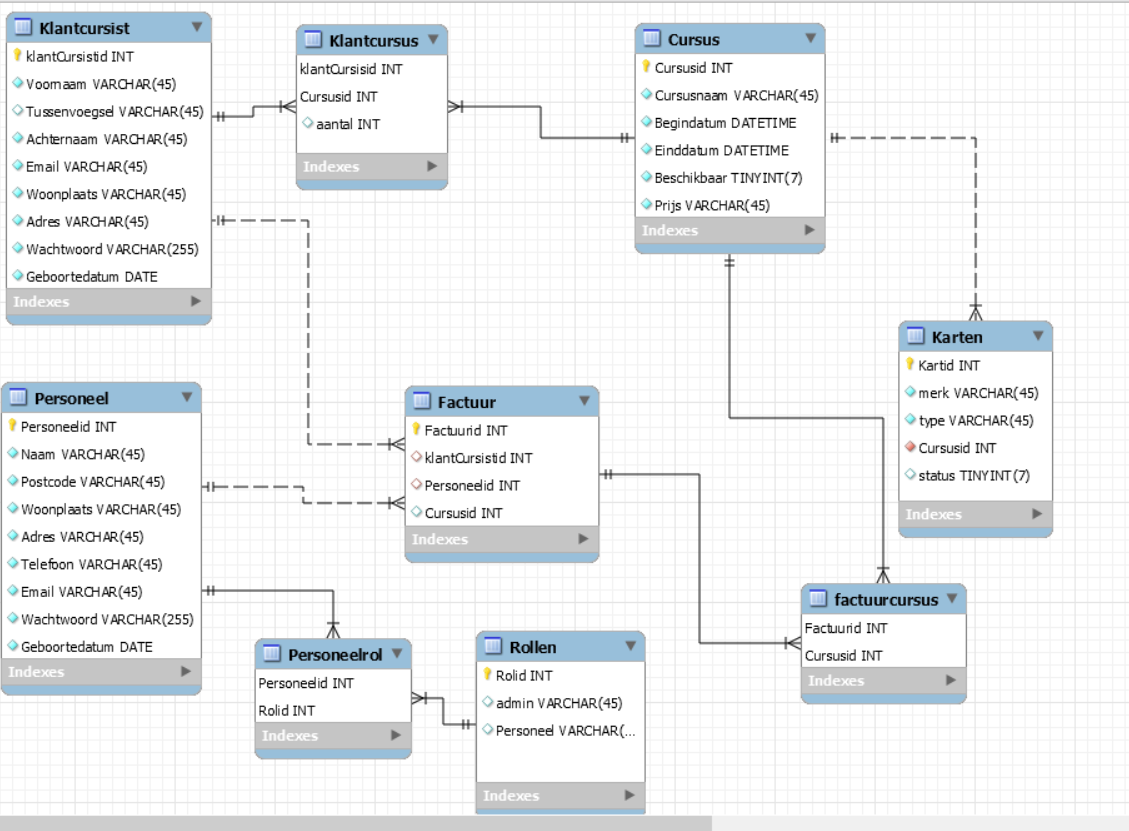 Klantcursist
klantCursistid INT
Voornaam VARCHAR(45)
Tussenvoegsel VARCHAR(45)
Achternaam VARCHAR(45)
Email VARCHAR(45)
Woonplaats VARCHAR(45)
Adres VARCHAR(45)
Wachtwoord VARCHAR(255)
Geboortedatum DATE
Indexes
Klantcursus
klantCursisid INT
Cursusid INT
aantal INT
Indexes
Cursus
Cursusid INT
Cursusnaam VARCHAR(45)
Begindatum DATETIME
Einddatum DATETIME
Beschikbaar TINYINT(7)
Prijs VARCHAR(45)
Indexes
Karten
Kartid INT
merk VARCHAR(45)
type VARCHAR(45)
Cursusid INT
status TINYINT(7)
Indexes
Personeel
Personeelid INT
Naam VARCHAR(45)
Postcode VARCHAR(45)
Woonplaats VARCHAR(45)
Adres VARCHAR(45)
Telefoon VARCHAR(45)
Email VARCHAR(45)
Wachtwoord VARCHAR(255)
Geboortedatum DATE
Indexes
Factuur
Factuurid INT
klantCursistid INT
Personeelid INT
Cursusid INT
Indexes
factuurcursus
Factuurid INT
Cursusid INT
Indexes
Personeelrol
Personeelid INT
Rolid INT
Indexes
Rollen
Rolid INT
admin VARCHAR(45)
Personeel VARCHAR(...
Indexes